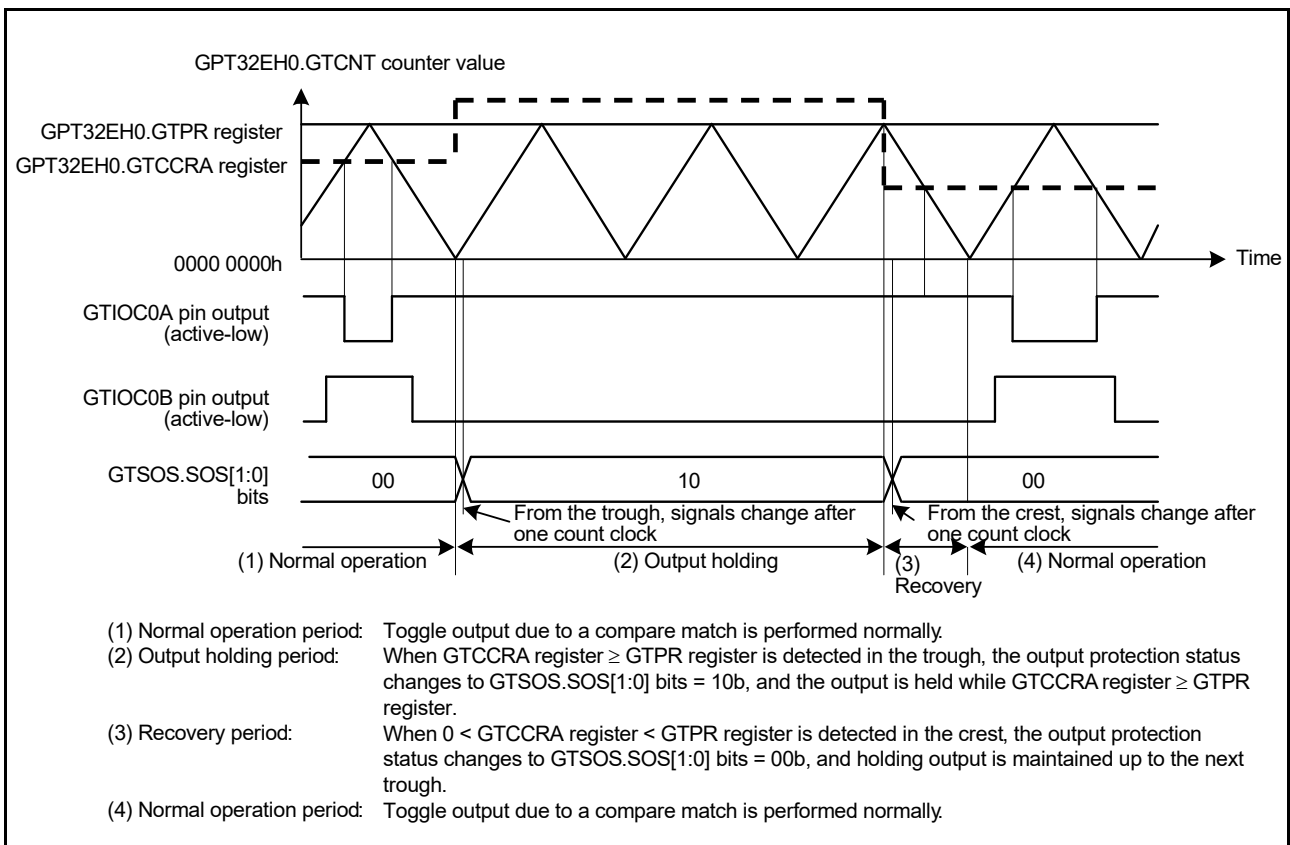 GPT32EH0.GTCNT counter value
GPT32EH0.GTPR register
GPT32EH0.GTCCRA register
0000 0000h
Time
GTIOC0A pin output
(active-low)
GTIOC0B pin output
(active-low)
GTSOS.SOS[1:0]
bits
00
10
00
From the trough, signals change after
one count clock
From the crest, signals change after
one count clock
(1) Normal operation
(2) Output holding
(3)
Recovery
(4) Normal operation
(1) Normal operation period: Toggle output due to a compare match is performed normally.
(2) Output holding period: When GTCCRA register ≥ GTPR register is detected in the trough, the output protection status
changes to GTSOS.SOS[1:0] bits = 10b, and the output is held while GTCCRA register ≥ GTPR
register.
(3) Recovery period: When 0 < GTCCRA register < GTPR register is detected in the crest, the output protection
status changes to GTSOS.SOS[1:0] bits = 00b, and holding output is maintained up to the next
trough.
(4) Normal operation period: Toggle output due to a compare match is performed normally.